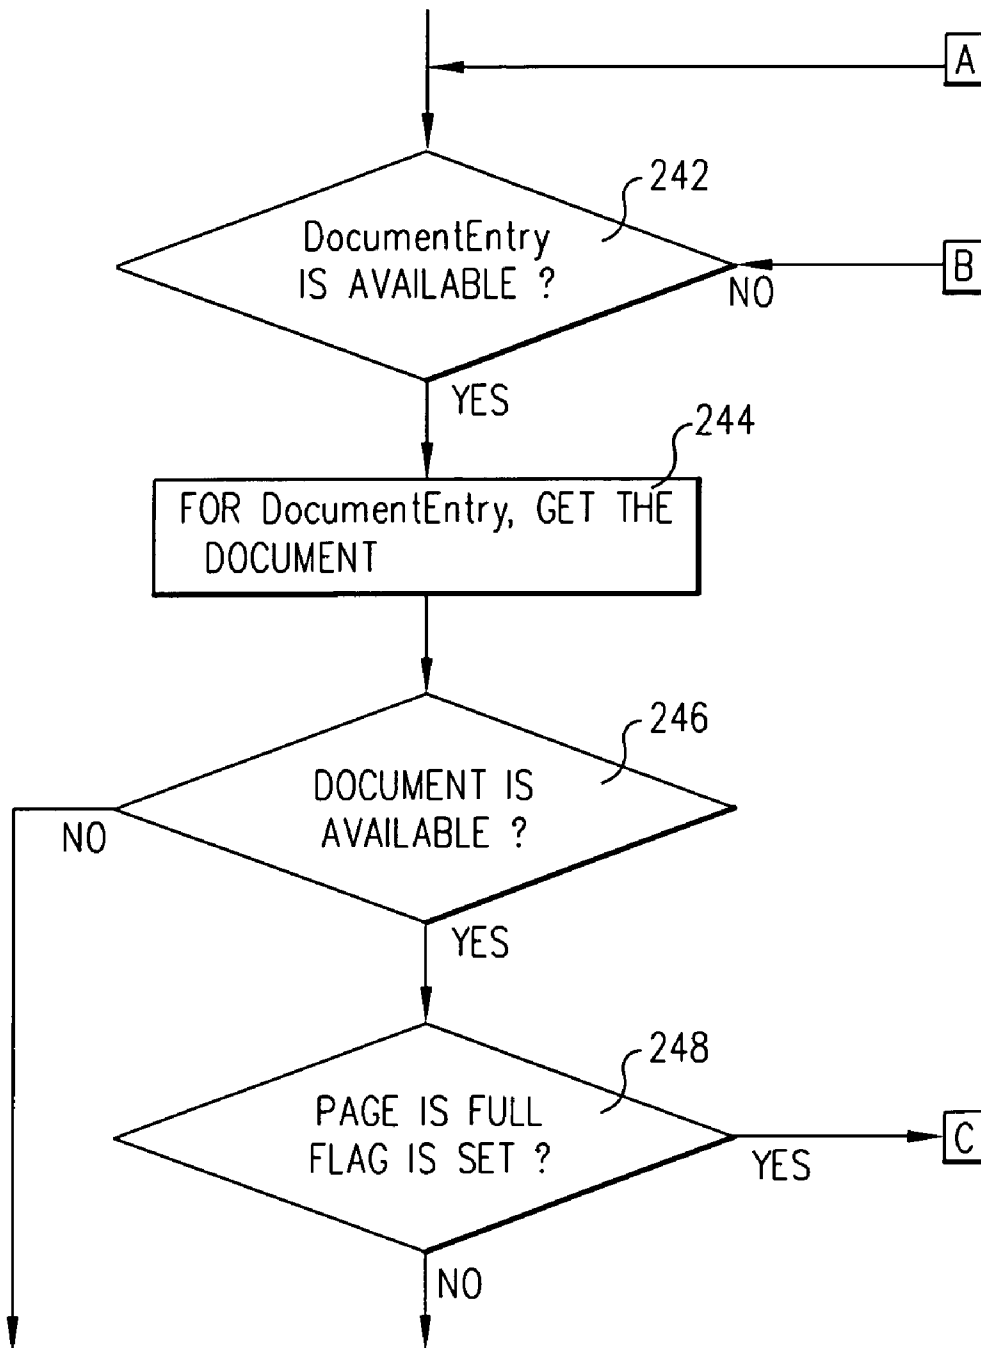 A
242
DocumentEntry
IS AVAILABLE ?
B
NO
YES
244
FOR DocumentEntry, GET THE
DOCUMENT
246
DOCUMENT IS
AVAILABLE ?
NO
YES
248
PAGE IS FULL
FLAG IS SET ?
C
YES
NO